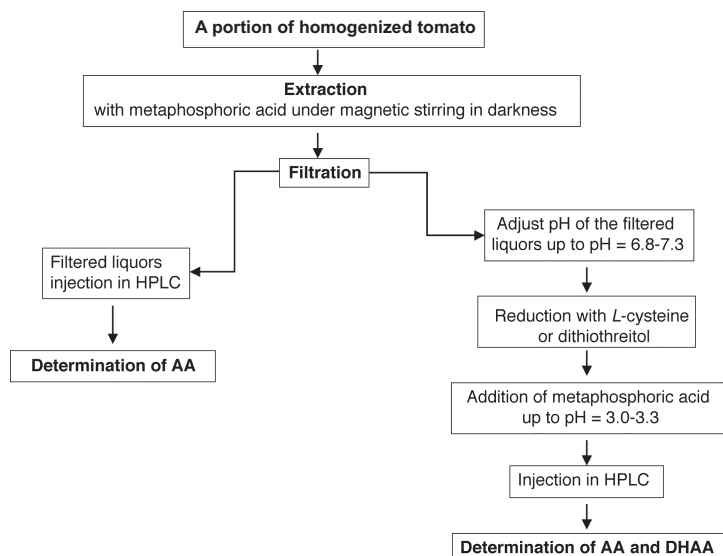 A portion of homogenized tomato
Extraction
with metaphosphoric acid under magnetic stirring in darkness
Filtration
Filtered liquors
injection in HPLC
Determination of AA
Adjust pH of the filtered
liquors up to pH = 6.8-7.3
Reduction with L-cysteine
or dithiothreitol
Addition of metaphosphoric acid
up to pH = 3.0-3.3
Injection in HPLC
Determination of AA and DHAA